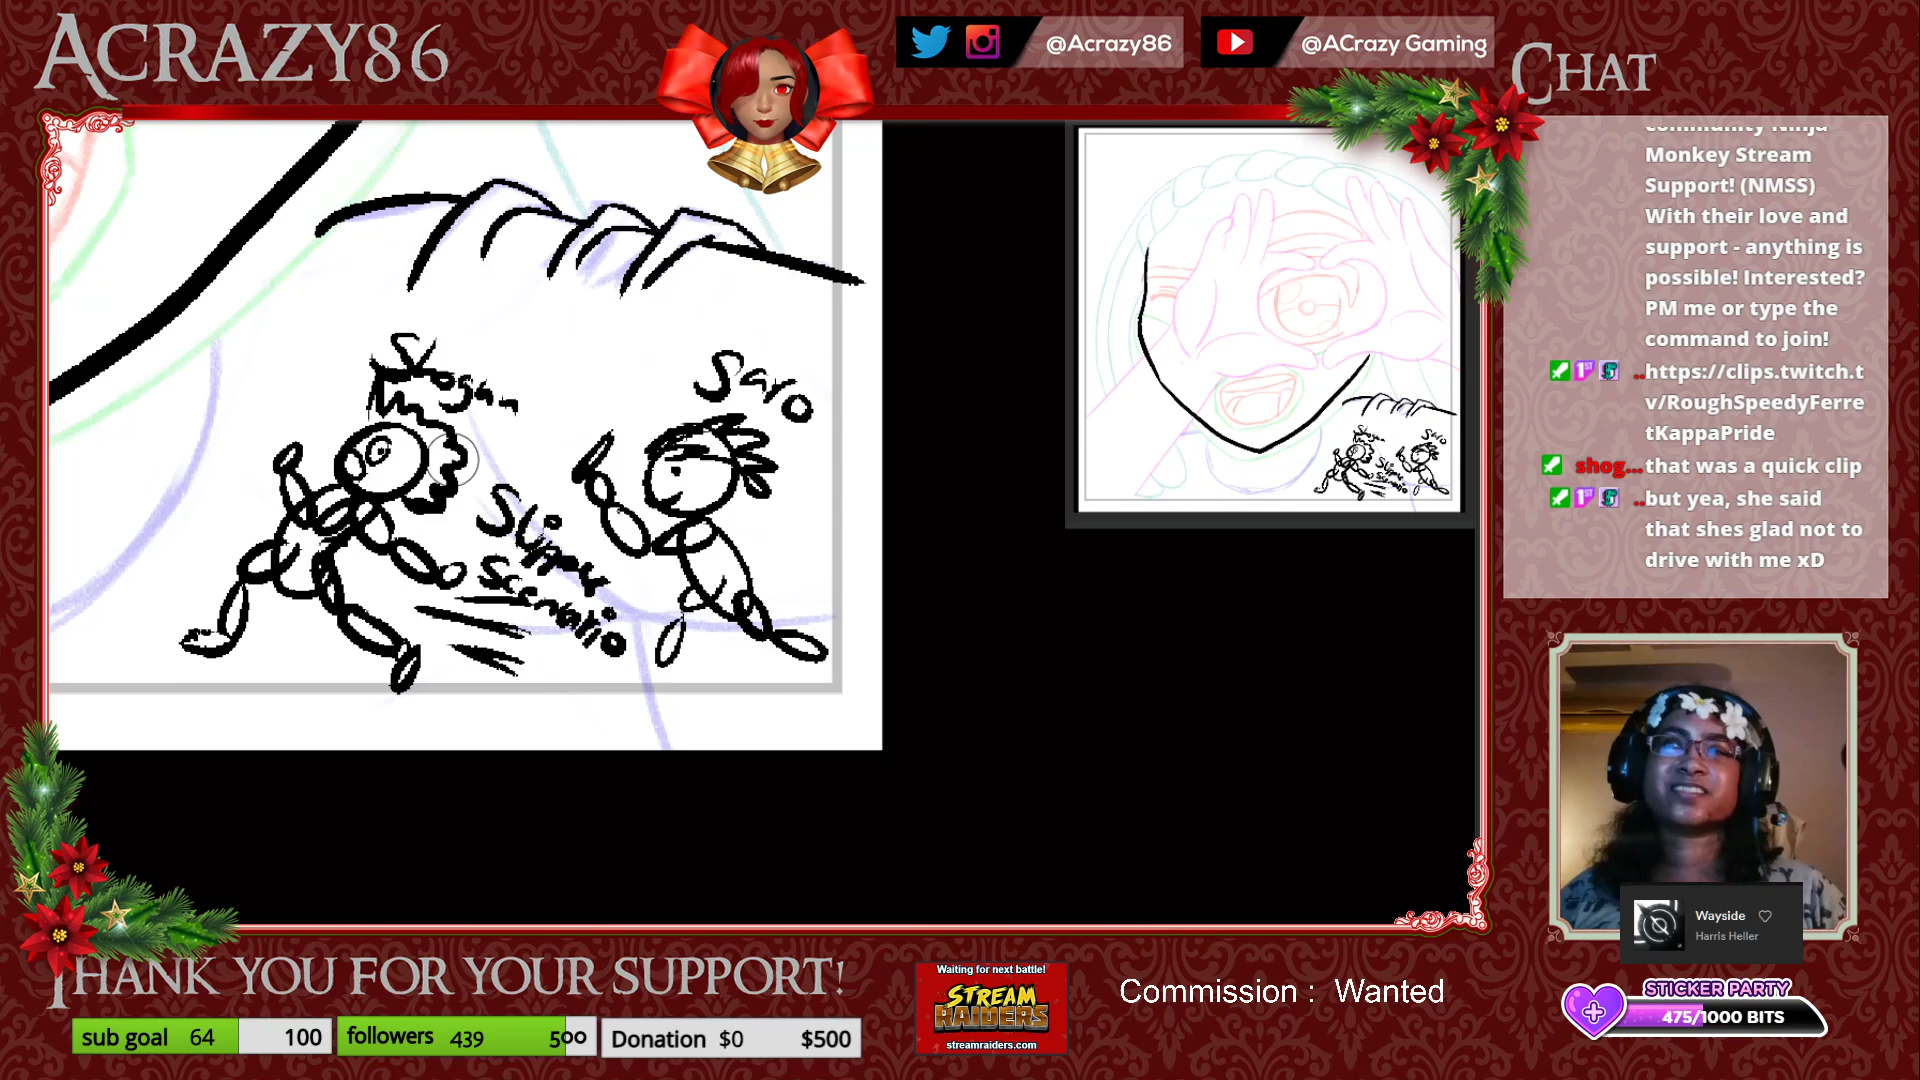 ACRAZY86
@Acrazy86
@ACrazy Gaming
CHAT
Community Ninja
Monkey Stream
Support! (NMSS)
With their love and
support - anything is
possible! Interested?
PM me or type the
command to join!
..https://clips.twitch.t
v/RoughSpeedyFerre
tKappaPride
shog...that was a quick clip
..but yea, she said
that shes glad not to
drive with me xD
Shogun
Saro
Slipper
Scenario
Wayside
Harris Heller
STICKER PARTY
475/1000 BITS
THANK YOU FOR YOUR SUPPORT!
sub goal 64 100
followers 439 500
Donation $0 $500
Waiting for next battle!
STREAM
RAIDERS
streamraiders.com
Commission : Wanted